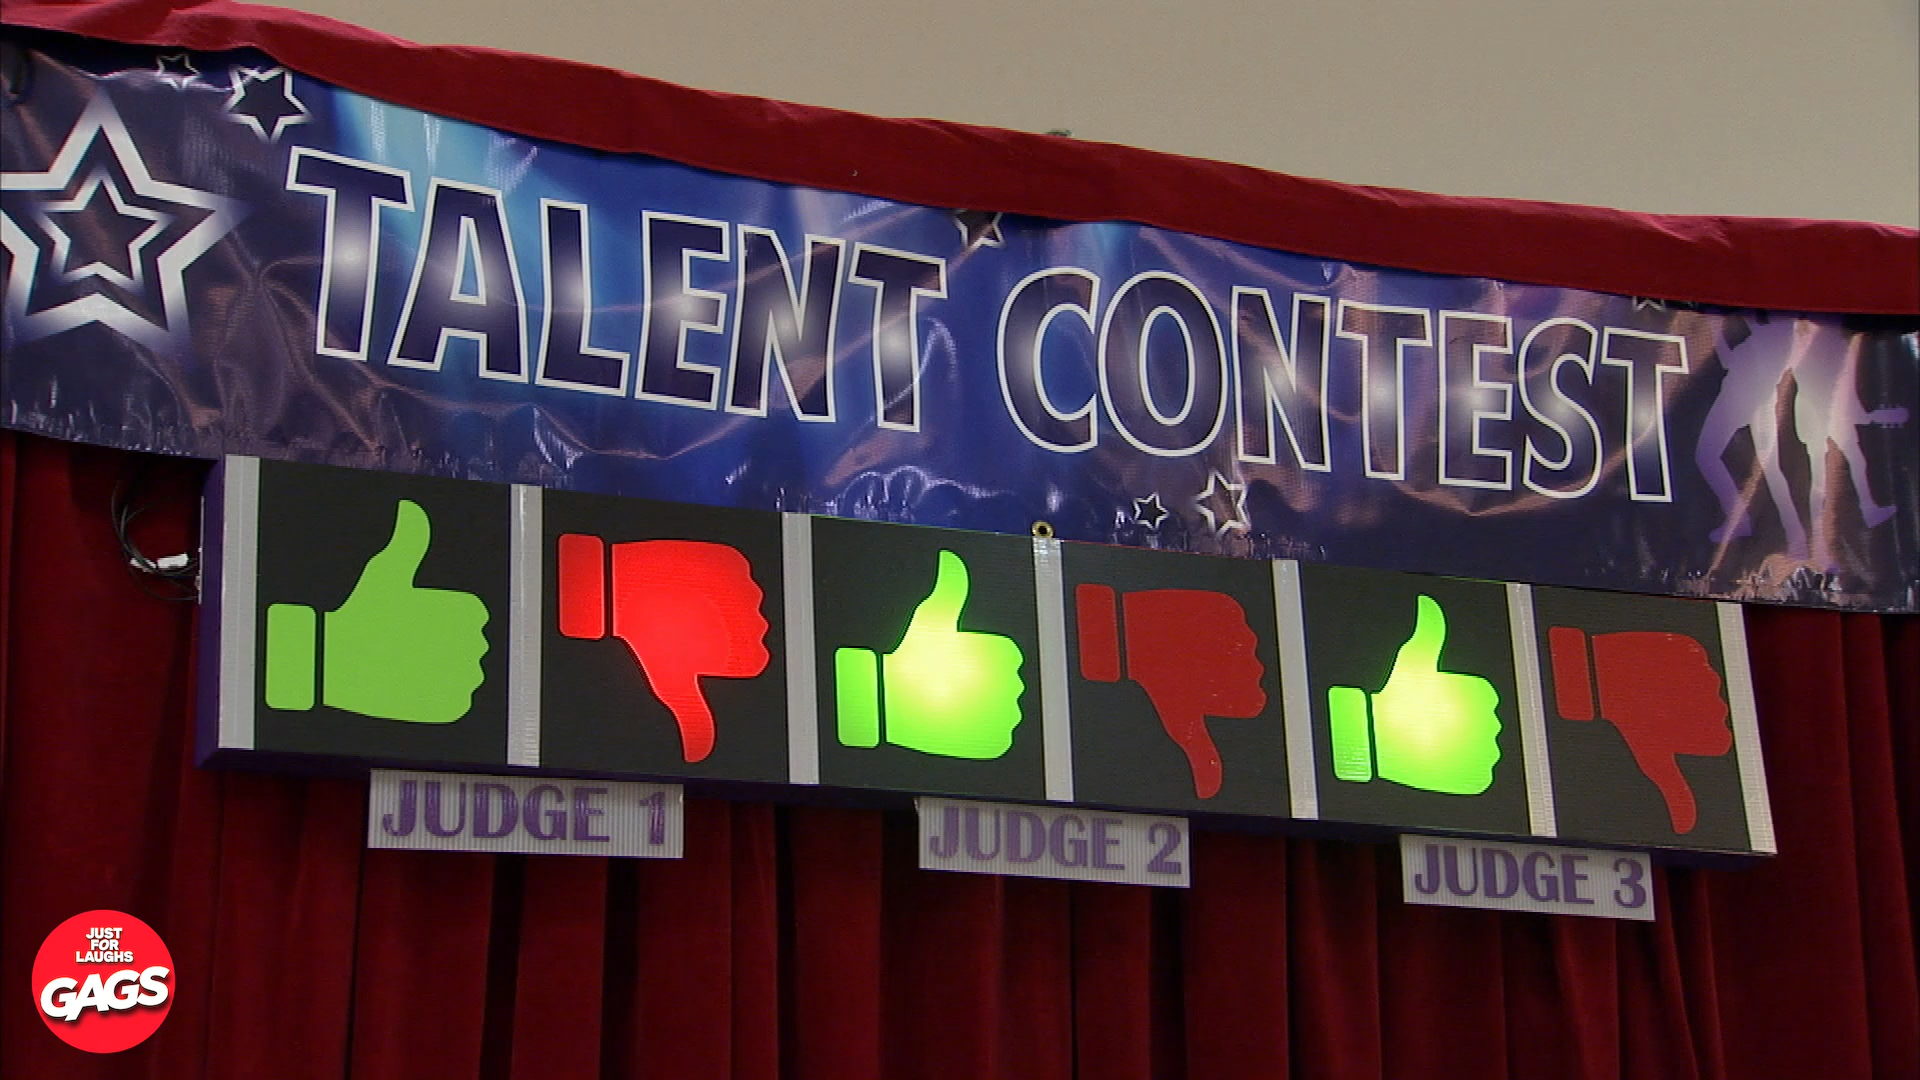 TALENT CONTEST
JUDGE 1
JUDGE 2
JUDGE 3
JUST
FOR
LAUGHS
GAGS